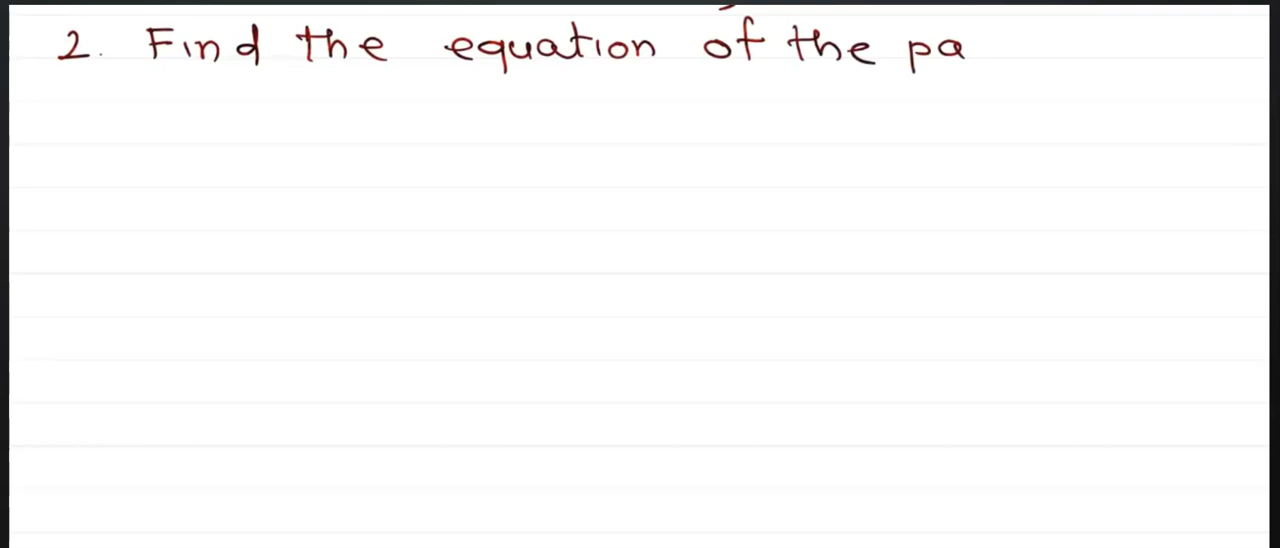 2. Find the equation of the pa